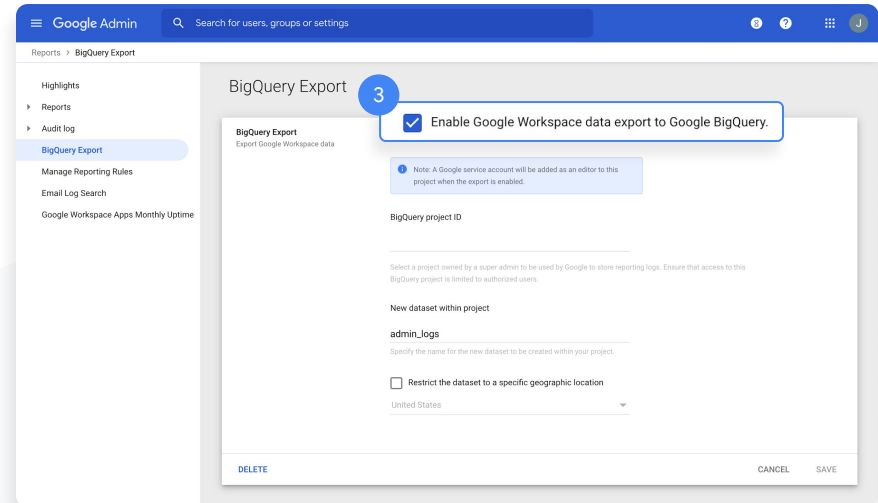 Google Admin
Search for users, groups or settings
8
?
J
Reports > BigQuery Export
Highlights
Reports
Audit log
BigQuery Export
Manage Reporting Rules
Email Log Search
Google Workspace Apps Monthly Uptime
BigQuery Export
3
Enable Google Workspace data export to Google BigQuery.
BigQuery Export
Export Google Workspace data
Note: A Google service account will be added as an editor to this
project when the export is enabled.
BigQuery project ID
Select a project owned by a super admin to be used by Google to store reporting logs. Ensure that access to this
BigQuery project is limited to authorized users.
New dataset within project
admin_logs
Specify the name for the new dataset to be created within your project.
Restrict the dataset to a specific geographic location
United States
DELETE
CANCEL
SAVE